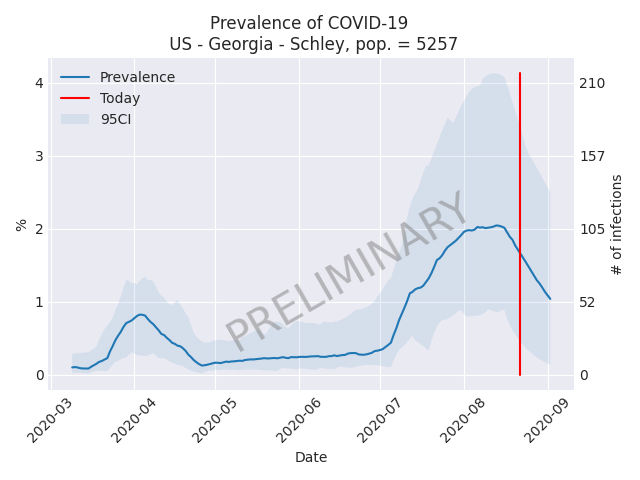 Prevalence of COVID-19
US - Georgia - Schley, pop. = 5257
Prevalence
Today
95CI
4
3
2
1
0
%
210
157
105
52
0
# of infections
PRELIMINARY
2020-03
2020-04
2020-05
2020-06
2020-07
2020-08
2020-09
Date